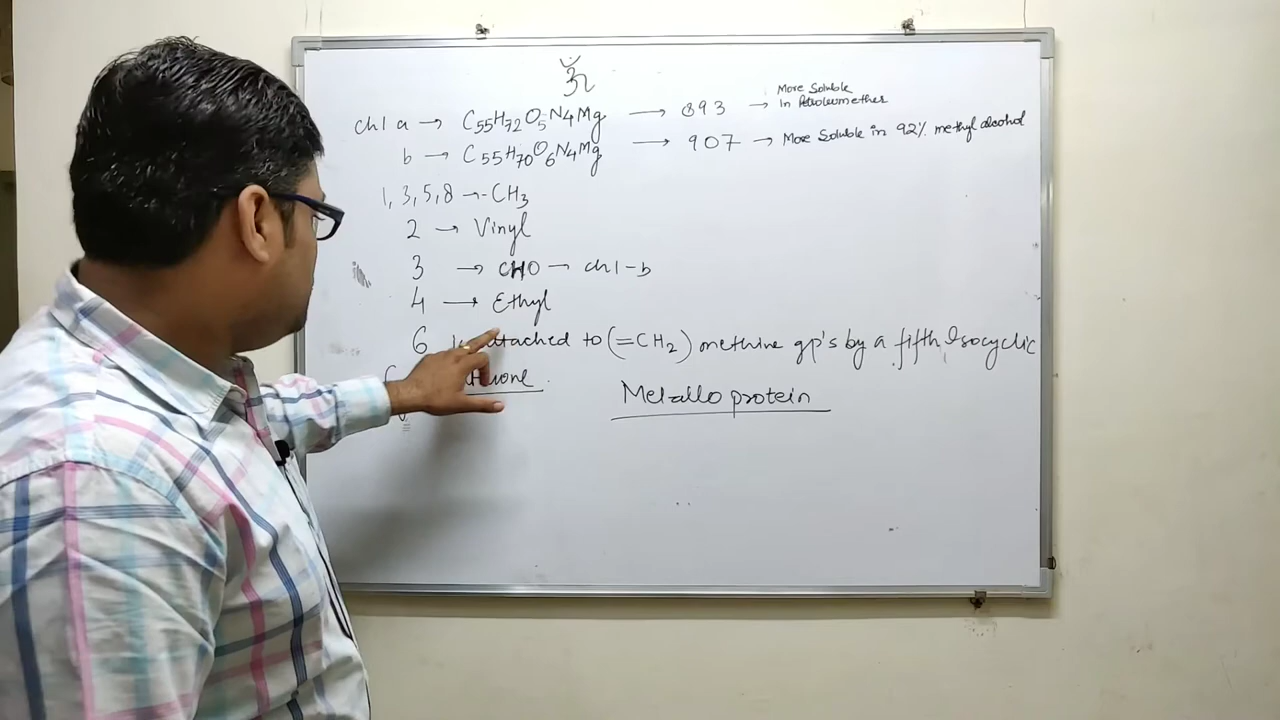 ॐ
chl a → C55H72O5N4Mg → 893 → More Soluble In Petroleum ether
b → C55H70O6N4Mg → 907 → More Soluble in 92% methyl alcohol
1, 3, 5, 8 → -CH3
2 → Vinyl
3 → CHO — chl-b
4 → Ethyl
6 attached to (=CH2) methine gp's by a fifth Isocyclic
Metallo protein